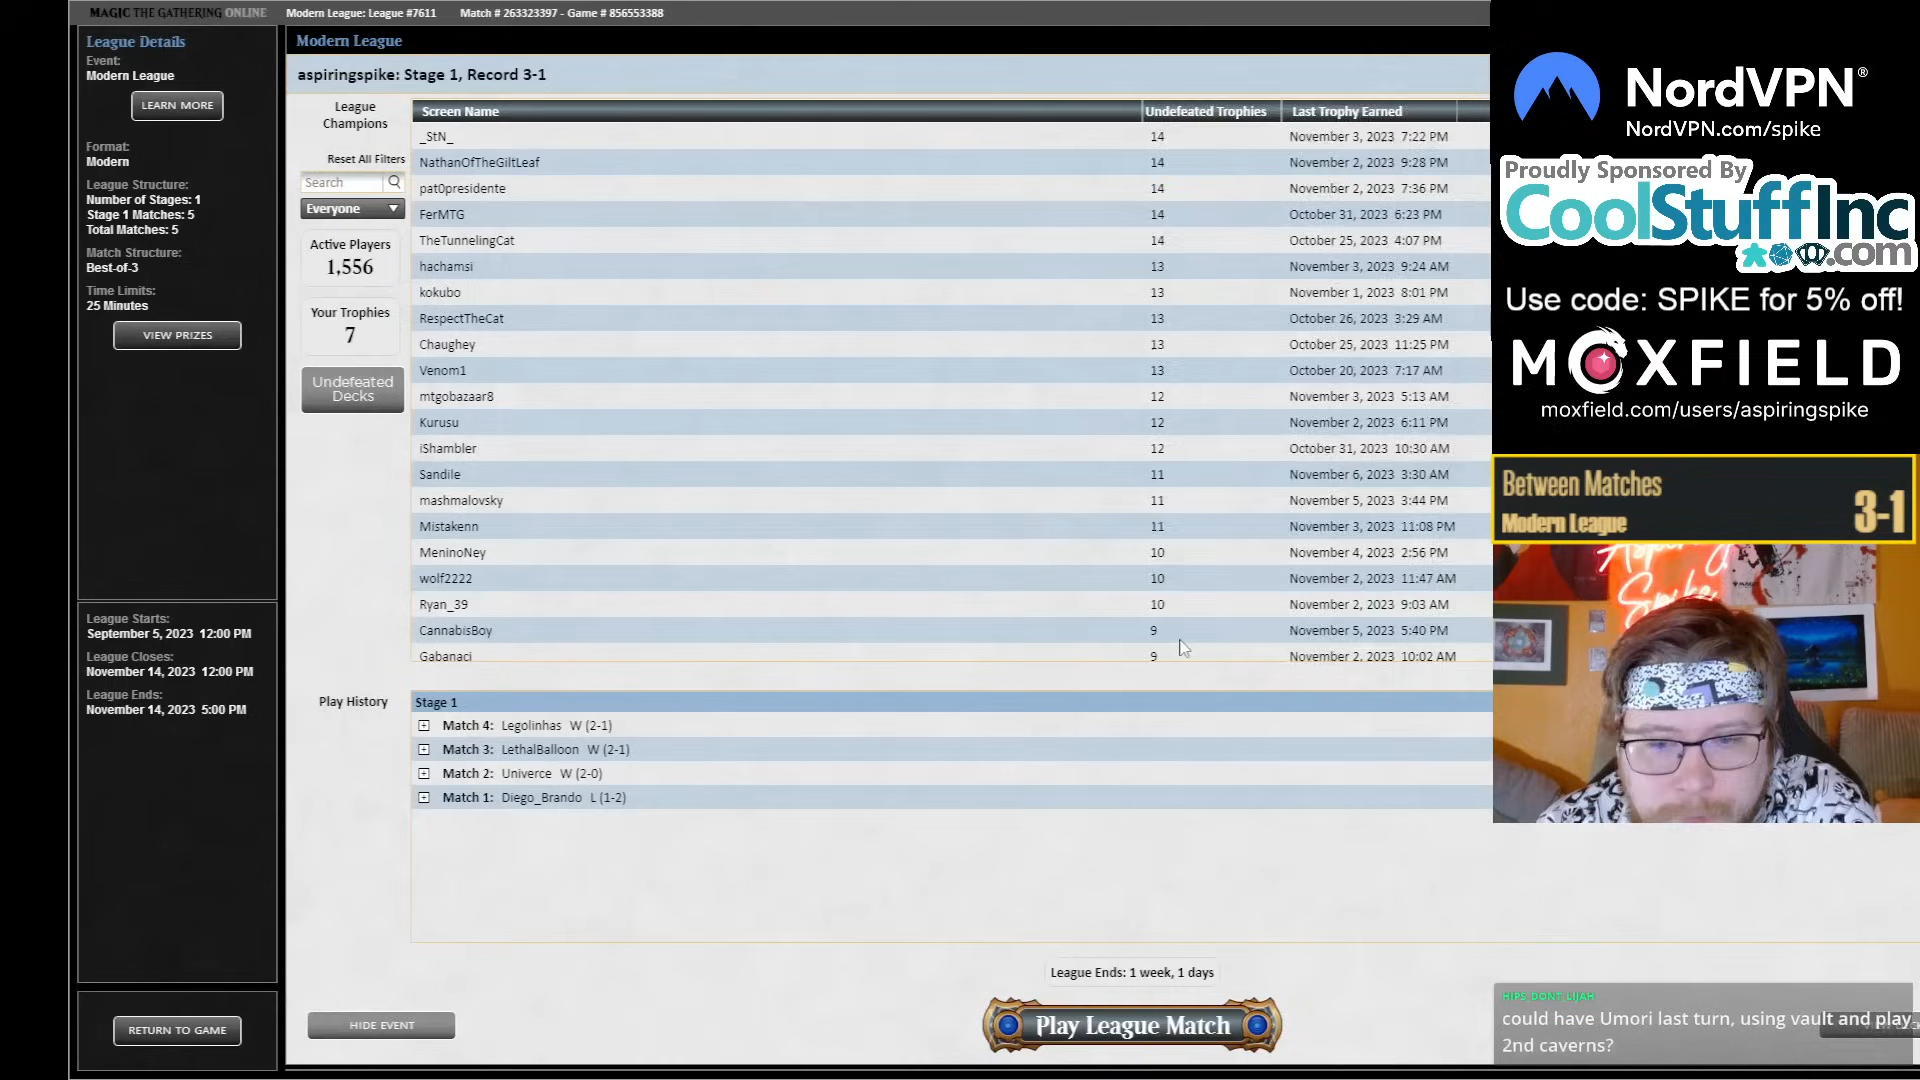 MAGIC THE GATHERING ONLINE
Modern League: League #7611
Match # 263323397 - Game # 856553388
League Details
Event:
Modern League
LEARN MORE
Format:
Modern
League Structure:
Number of Stages: 1
Stage 1 Matches: 5
Total Matches: 5
Match Structure:
Best-of-3
Time Limits:
25 Minutes
VIEW PRIZES
League Starts:
September 5, 2023 12:00 PM
League Closes:
November 14, 2023 12:00 PM
League Ends:
November 14, 2023 5:00 PM
RETURN TO GAME
Modern League
aspiringspike: Stage 1, Record 3-1
League
Champions
Reset All Filters
Search
Everyone
Active Players
1,556
Your Trophies
7
Undefeated
Decks
Screen Name Undefeated Trophies Last Trophy Earned
_StN_ 14 November 3, 2023 7:22 PM
NathanOfTheGiltLeaf 14 November 2, 2023 9:28 PM
pat0presidente 14 November 2, 2023 7:36 PM
FerMTG 14 October 31, 2023 6:23 PM
TheTunnelingCat 14 October 25, 2023 4:07 PM
hachamsi 13 November 3, 2023 9:24 AM
kokubo 13 November 1, 2023 8:01 PM
RespectTheCat 13 October 26, 2023 3:29 AM
Chaughey 13 October 25, 2023 11:25 PM
Venom1 13 October 20, 2023 7:17 AM
mtgobazaar8 12 November 3, 2023 5:13 AM
Kurusu 12 November 2, 2023 6:11 PM
iShambler 12 October 31, 2023 10:30 AM
Sandile 11 November 6, 2023 3:30 AM
mashmalovsky 11 November 5, 2023 3:44 PM
Mistakenn 11 November 3, 2023 11:08 PM
MeninoNey 10 November 4, 2023 2:56 PM
wolf2222 10 November 2, 2023 11:47 AM
Ryan_39 10 November 2, 2023 9:03 AM
CannabisBoy 9 November 5, 2023 5:40 PM
Gabanaci 9 November 2, 2023 10:02 AM
Play History
Stage 1
Match 4: Legolinhas W (2-1)
Match 3: LethalBalloon W (2-1)
Match 2: Univerce W (2-0)
Match 1: Diego_Brando L (1-2)
League Ends: 1 week, 1 days
HIDE EVENT
Play League Match
NordVPN®
NordVPN.com/spike
Proudly Sponsored By
CoolStuffInc
.com
Use code: SPIKE for 5% off!
MOXFIELD
moxfield.com/users/aspiringspike
Between Matches
Modern League
3-1
Aspiring
Spike
HIPS_DONT_LIJAH
could have Umori last turn, using vault and play
2nd caverns?